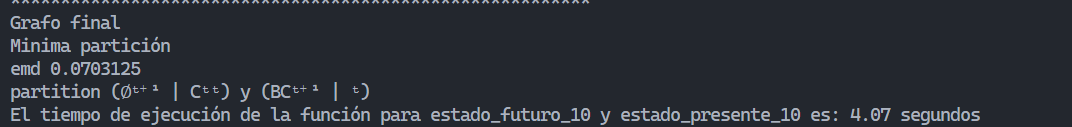 **********************************************************
Grafo final
Minima partición
emd 0.0703125
partition (Øᵗ⁺¹ | Cᵗᵗ) y (BCᵗ⁺¹ | ᵗ)
El tiempo de ejecución de la función para estado_futuro_10 y estado_presente_10 es: 4.07 segundos